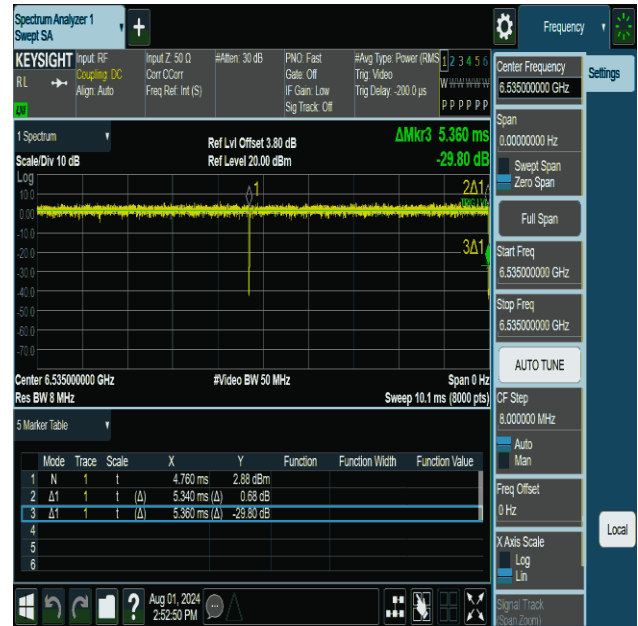 Spectrum Analyzer 1
Swept SA
+
Frequency
KEYSIGHT
RL
Input: RF
Coupling: DC
Align: Auto
Input Z: 50 Ω
Corr CCorr
Freq Ref: Int (S)
#Atten: 30 dB
PNO: Fast
Gate: Off
IF Gain: Low
Sig Track: Off
#Avg Type: Power (RMS
Trig: Video
Trig Delay: -200.0 µs
1 2 3 4 5 6
W W W W W W
P P P P P P
Center Frequency
6.535000000 GHz
Settings
Span
0.00000000 Hz
Swept Span
Zero Span
Full Span
Start Freq
6.535000000 GHz
Stop Freq
6.535000000 GHz
AUTO TUNE
CF Step
8.000000 MHz
Auto
Man
Freq Offset
0 Hz
X Axis Scale
Log
Lin
Signal Track
(Span Zoom)
Local
LXI
1 Spectrum
Scale/Div 10 dB
Ref Lvl Offset 3.80 dB
Ref Level 20.00 dBm
ΔMkr3 5.360 ms
-29.80 dB
Log
10.0
0.00
-10.0
-20.0
-30.0
-40.0
-50.0
-60.0
-70.0
1
2Δ1
TRIG LVL
3Δ1
Center 6.535000000 GHz
Res BW 8 MHz
#Video BW 50 MHz
Span 0 Hz
Sweep 10.1 ms (8000 pts)
5 Marker Table
Mode Trace Scale X Y Function Function Width Function Value
1 N 1 t 4.760 ms 2.88 dBm
2 Δ1 1 t (Δ) 5.340 ms (Δ) 0.68 dB
3 Δ1 1 t (Δ) 5.360 ms (Δ) -29.80 dB
4
5
6
?
Aug 01, 2024
2:52:50 PM